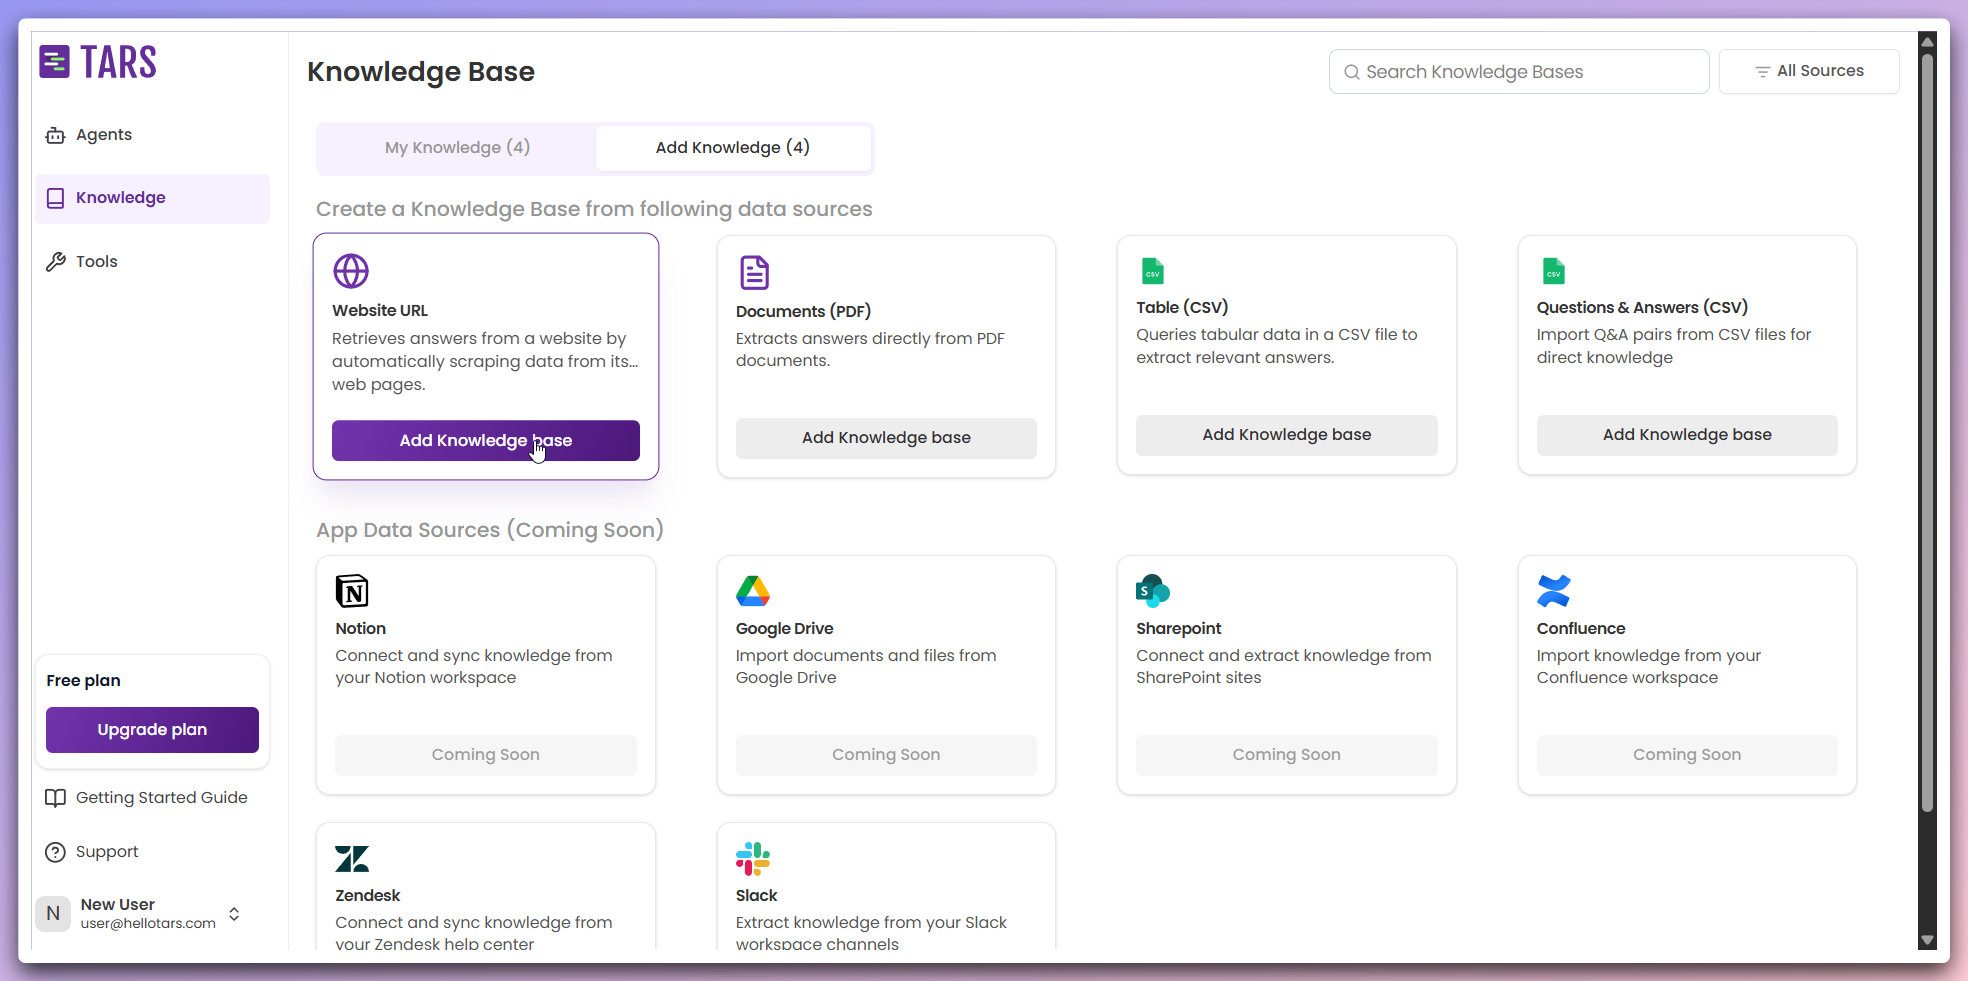 TARS
Agents
Knowledge
Tools
Free plan
Upgrade plan
Getting Started Guide
Support
N
New User
user@hellotars.com
Knowledge Base
Search Knowledge Bases
All Sources
My Knowledge (4)
Add Knowledge (4)
Create a Knowledge Base from following data sources
Website URL
Retrieves answers from a website by
automatically scraping data from its...
web pages.
Add Knowledge base
Documents (PDF)
Extracts answers directly from PDF
documents.
Add Knowledge base
CSV
Table (CSV)
Queries tabular data in a CSV file to
extract relevant answers.
Add Knowledge base
CSV
Questions & Answers (CSV)
Import Q&A pairs from CSV files for
direct knowledge
Add Knowledge base
App Data Sources (Coming Soon)
N
Notion
Connect and sync knowledge from
your Notion workspace
Coming Soon
Google Drive
Import documents and files from
Google Drive
Coming Soon
S
Sharepoint
Connect and extract knowledge from
SharePoint sites
Coming Soon
Confluence
Import knowledge from your
Confluence workspace
Coming Soon
Zendesk
Connect and sync knowledge from
your Zendesk help center
Slack
Extract knowledge from your Slack
workspace channels